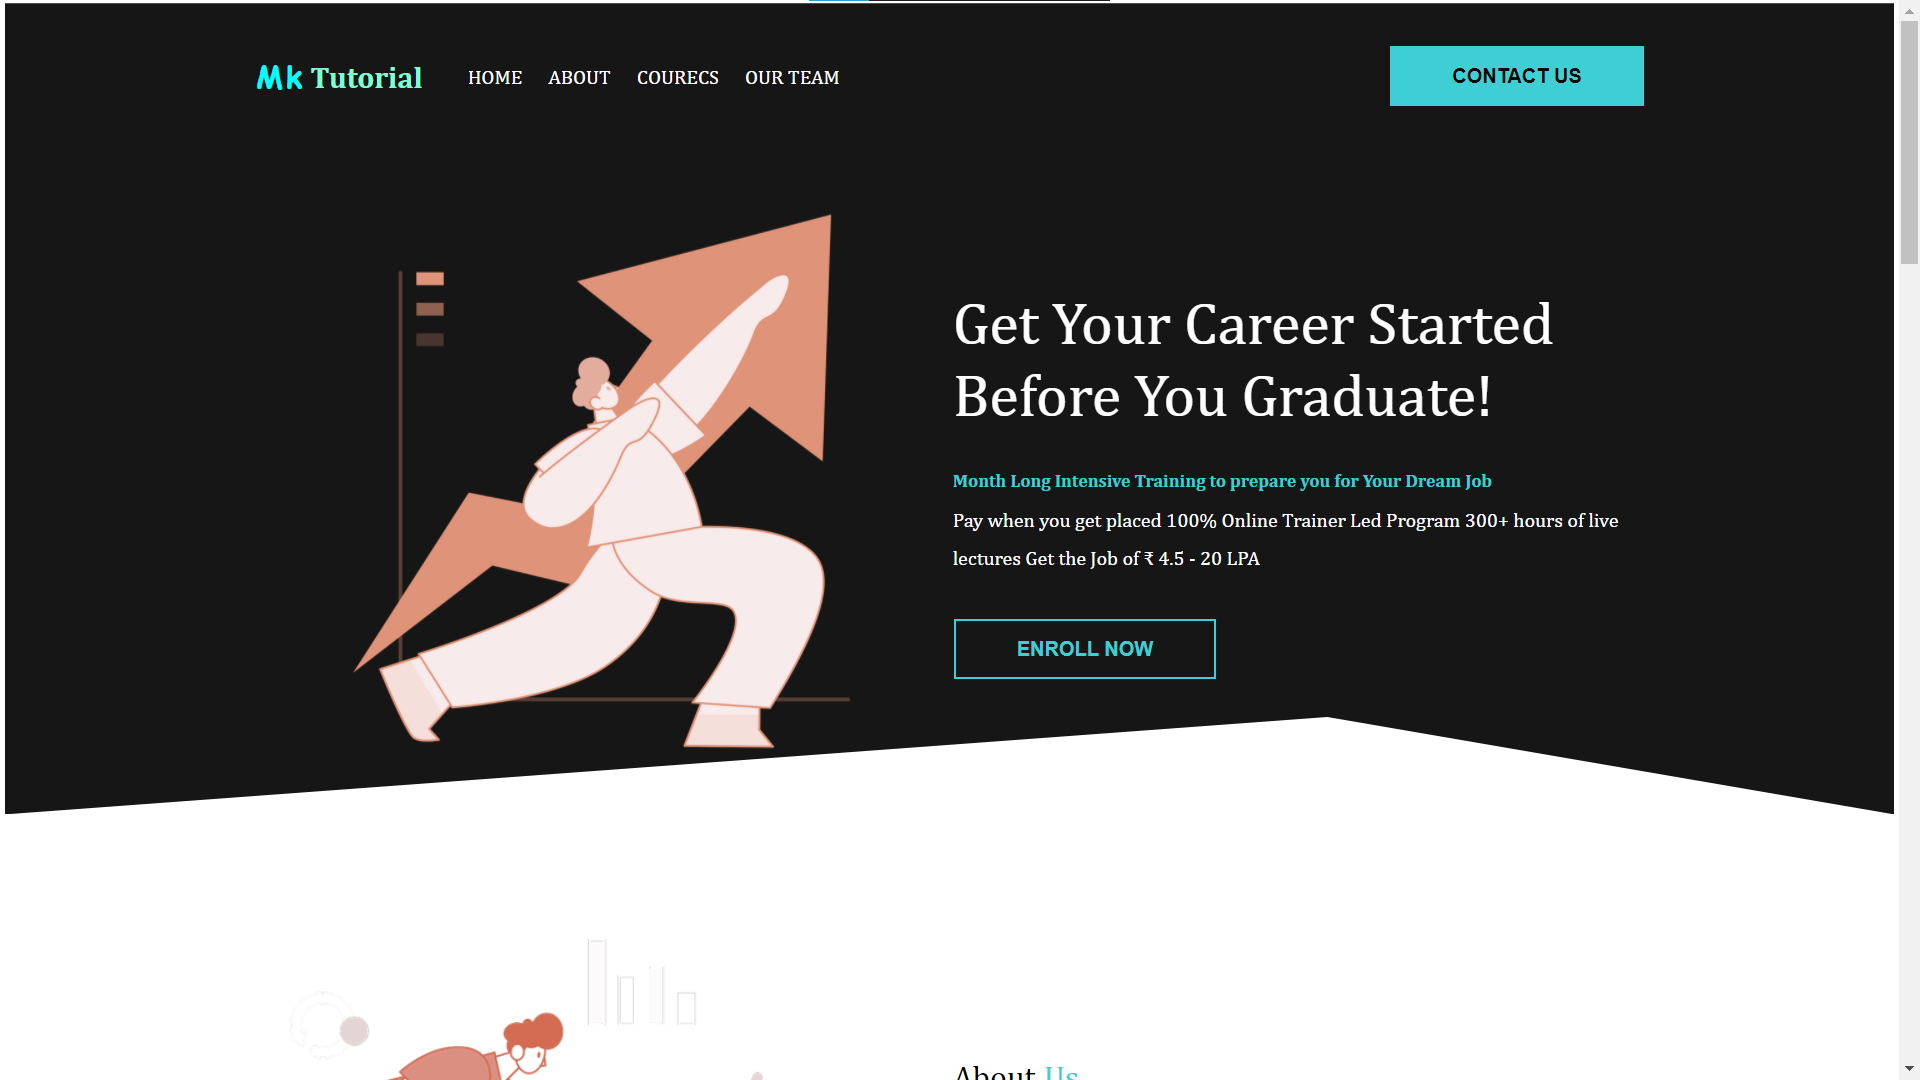 Mk Tutorial HOME ABOUT COURECS OUR TEAM CONTACT US
Get Your Career Started
Before You Graduate!
Month Long Intensive Training to prepare you for Your Dream Job
Pay when you get placed 100% Online Trainer Led Program 300+ hours of live
lectures Get the Job of ₹ 4.5 - 20 LPA
ENROLL NOW
About Us